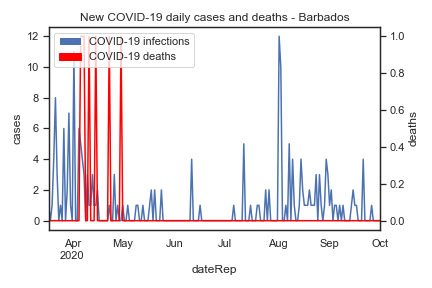 New COVID-19 daily cases and deaths - Barbados
COVID-19 infections
COVID-19 deaths
12
10
8
6
4
2
0
cases
1.0
0.8
0.6
0.4
0.2
0.0
deaths
Apr May Jun Jul Aug Sep Oct
2020
dateRep